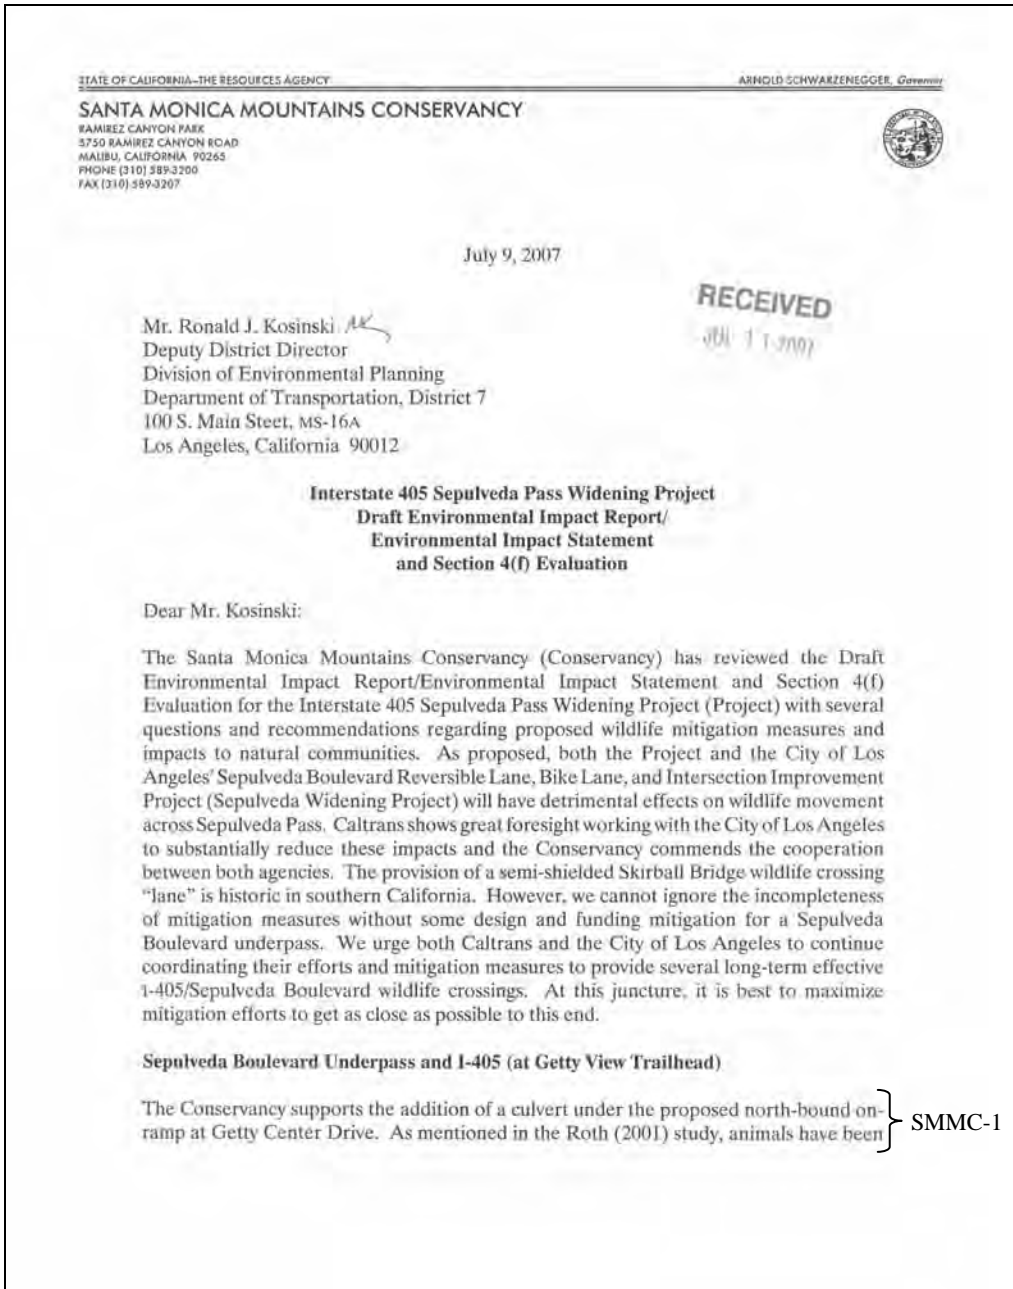 STATE OF CALIFORNIA—THE RESOURCES AGENCY
ARNOLD SCHWARZENEGGER, Governor
SANTA MONICA MOUNTAINS CONSERVANCY
RAMIREZ CANYON PARK
5750 RAMIREZ CANYON ROAD
MALIBU, CALIFORNIA 90265
PHONE (310) 589-3200
FAX (310) 589-3207
July 9, 2007
RECEIVED
JUL 11 2007
Mr. Ronald J. Kosinski
Deputy District Director
Division of Environmental Planning
Department of Transportation, District 7
100 S. Main Steet, MS-16A
Los Angeles, California 90012
Interstate 405 Sepulveda Pass Widening Project
Draft Environmental Impact Report/
Environmental Impact Statement
and Section 4(f) Evaluation
Dear Mr. Kosinski:
The Santa Monica Mountains Conservancy (Conservancy) has reviewed the Draft
Environmental Impact Report/Environmental Impact Statement and Section 4(f)
Evaluation for the Interstate 405 Sepulveda Pass Widening Project (Project) with several
questions and recommendations regarding proposed wildlife mitigation measures and
impacts to natural communities. As proposed, both the Project and the City of Los
Angeles' Sepulveda Boulevard Reversible Lane, Bike Lane, and Intersection Improvement
Project (Sepulveda Widening Project) will have detrimental effects on wildlife movement
across Sepulveda Pass. Caltrans shows great foresight working with the City of Los Angeles
to substantially reduce these impacts and the Conservancy commends the cooperation
between both agencies. The provision of a semi-shielded Skirball Bridge wildlife crossing
"lane" is historic in southern California. However, we cannot ignore the incompleteness
of mitigation measures without some design and funding mitigation for a Sepulveda
Boulevard underpass. We urge both Caltrans and the City of Los Angeles to continue
coordinating their efforts and mitigation measures to provide several long-term effective
I-405/Sepulveda Boulevard wildlife crossings. At this juncture, it is best to maximize
mitigation efforts to get as close as possible to this end.
Sepulveda Boulevard Underpass and I-405 (at Getty View Trailhead)
The Conservancy supports the addition of a culvert under the proposed north-bound on-
ramp at Getty Center Drive. As mentioned in the Roth (2001) study, animals have been
SMMC-1